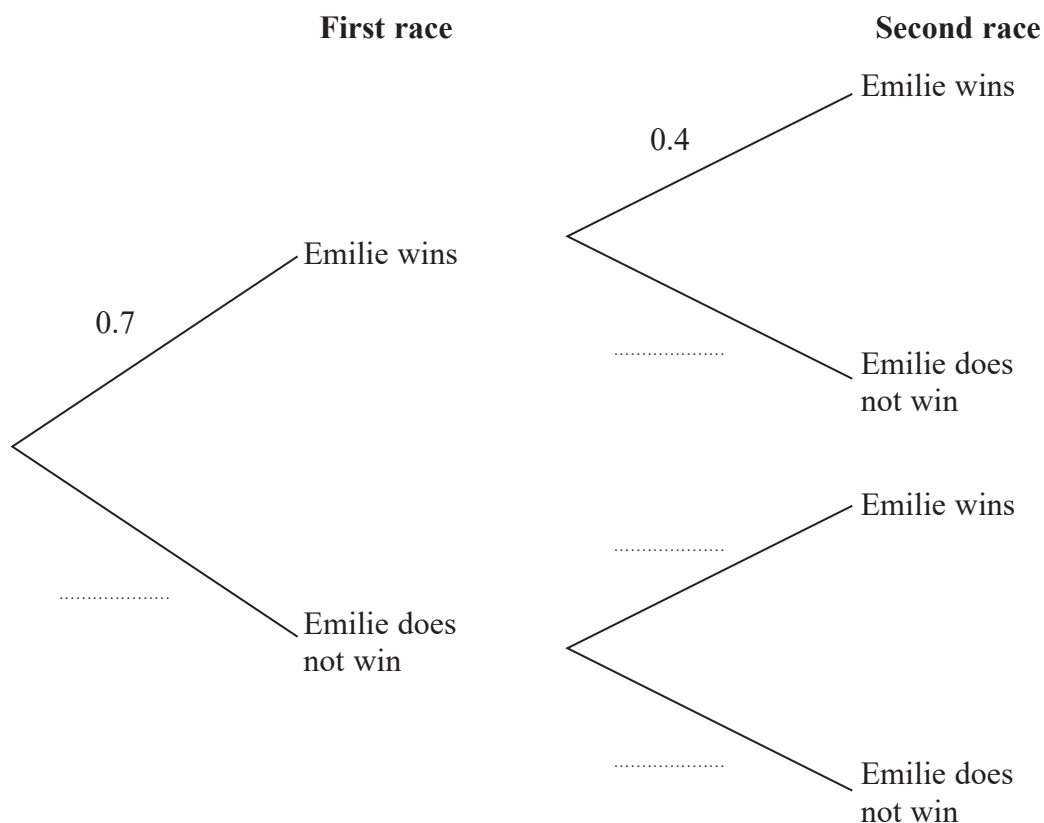 First race
Second race
Emilie wins
0.4
Emilie wins
0.7
Emilie does
not win
Emilie wins
Emilie does
not win
Emilie does
not win